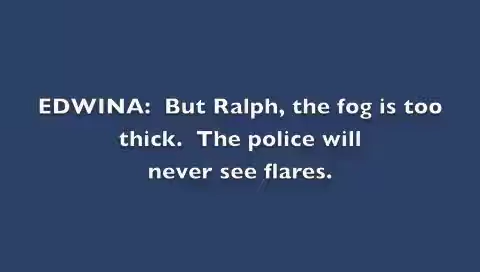 EDWINA:  But Ralph, the fog is too
thick.  The police will
never see flares.